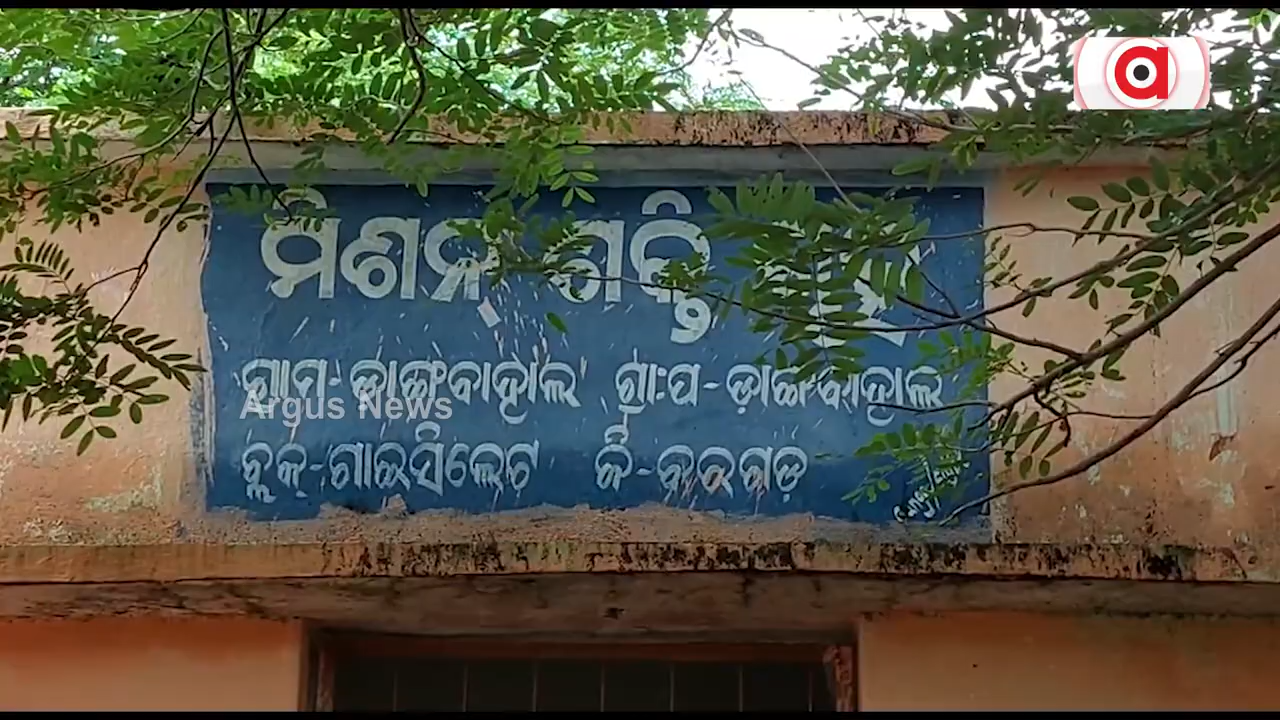 a
ମିଶନ୍ ଶକ୍ତି ଗୃହ
ଗ୍ରାମ-ଡ଼ାଙ୍ଗବାହାଲ ଗ୍ରା:ପ-ଡ଼ାଙ୍ଗବାହାଲ
Argus News
ବ୍ଲକ୍-ଗାଇସିଲେଟ ଜି-ବରଗଡ଼